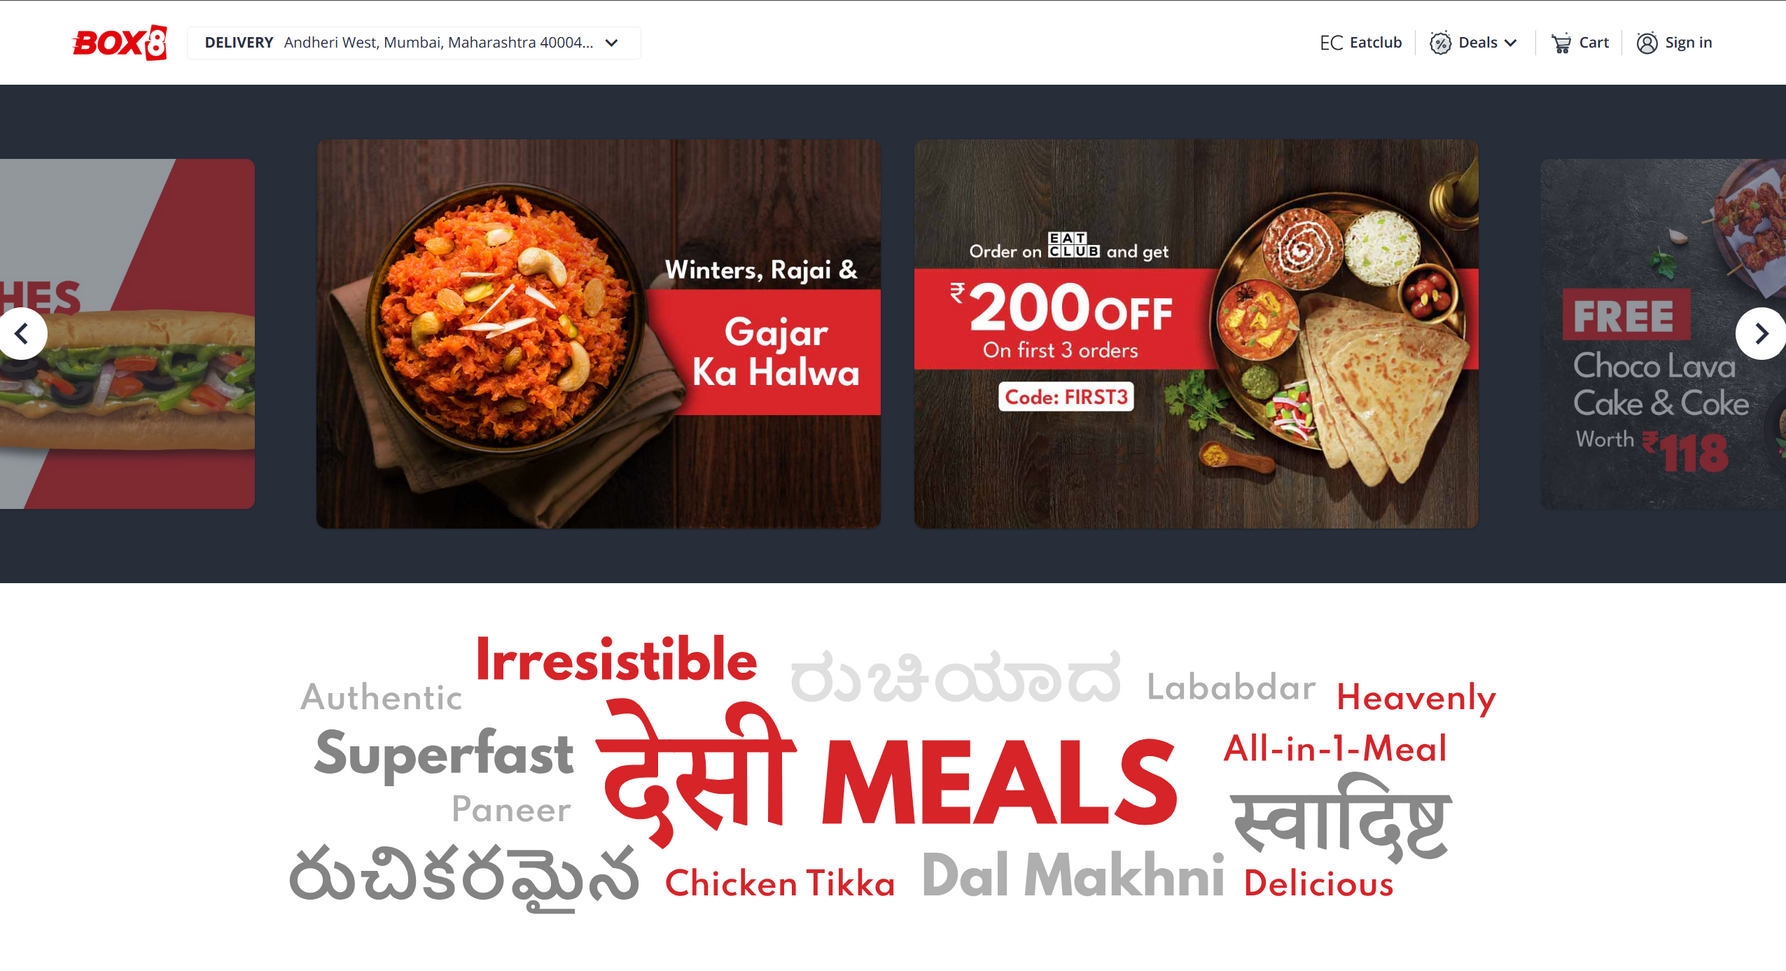 BOX8
DELIVERY Andheri West, Mumbai, Maharashtra 40004...
EC Eatclub
Deals
Cart
Sign in
HES
Winters, Rajai &
Gajar
Ka Halwa
Order on EAT CLUB and get
₹200 OFF
On first 3 orders
Code: FIRST3
FREE
Choco Lava
Cake & Coke
Worth ₹118
Irresistible
ರುಚಿಯಾದ
Authentic
Lababdar
Heavenly
Superfast
देसी MEALS
All-in-1-Meal
Paneer
स्वादिष्ट
రుచికరమైన
Chicken Tikka
Dal Makhni
Delicious